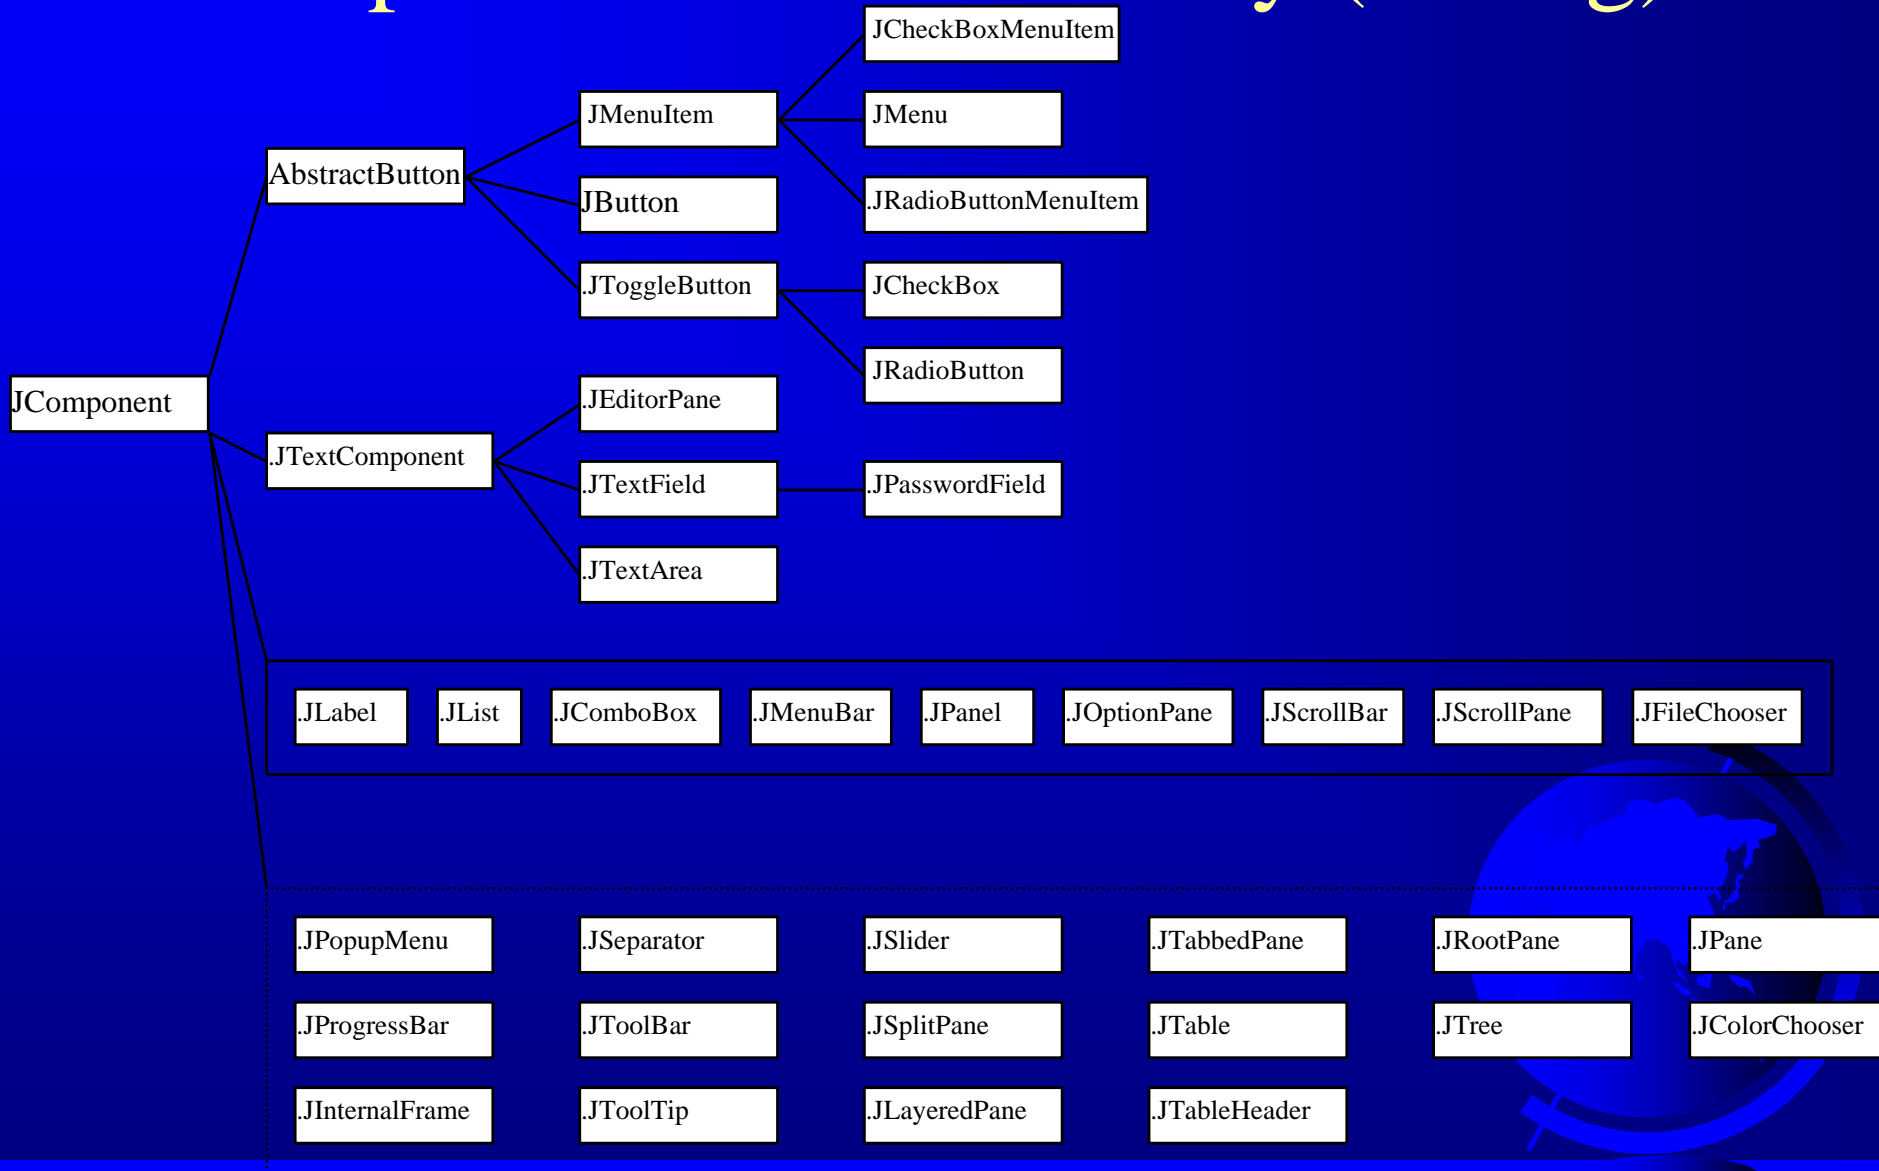 JCheckBoxMenuItem
JMenuItem
JMenu
AbstractButton
JButton
.JRadioButtonMenuItem
.JToggleButton
JCheckBox
JRadioButton
JComponent
.JEditorPane
.JTextComponent
.JTextField
.JPasswordField
.JTextArea
.JLabel .JList .JComboBox .JMenuBar .JPanel .JOptionPane .JScrollBar .JScrollPane .JFileChooser
.JPopupMenu .JSeparator .JSlider .JTabbedPane .JRootPane .JPane
.JProgressBar .JToolBar .JSplitPane .JTable .JTree .JColorChooser
.JInternalFrame .JToolTip .JLayeredPane .JTableHeader